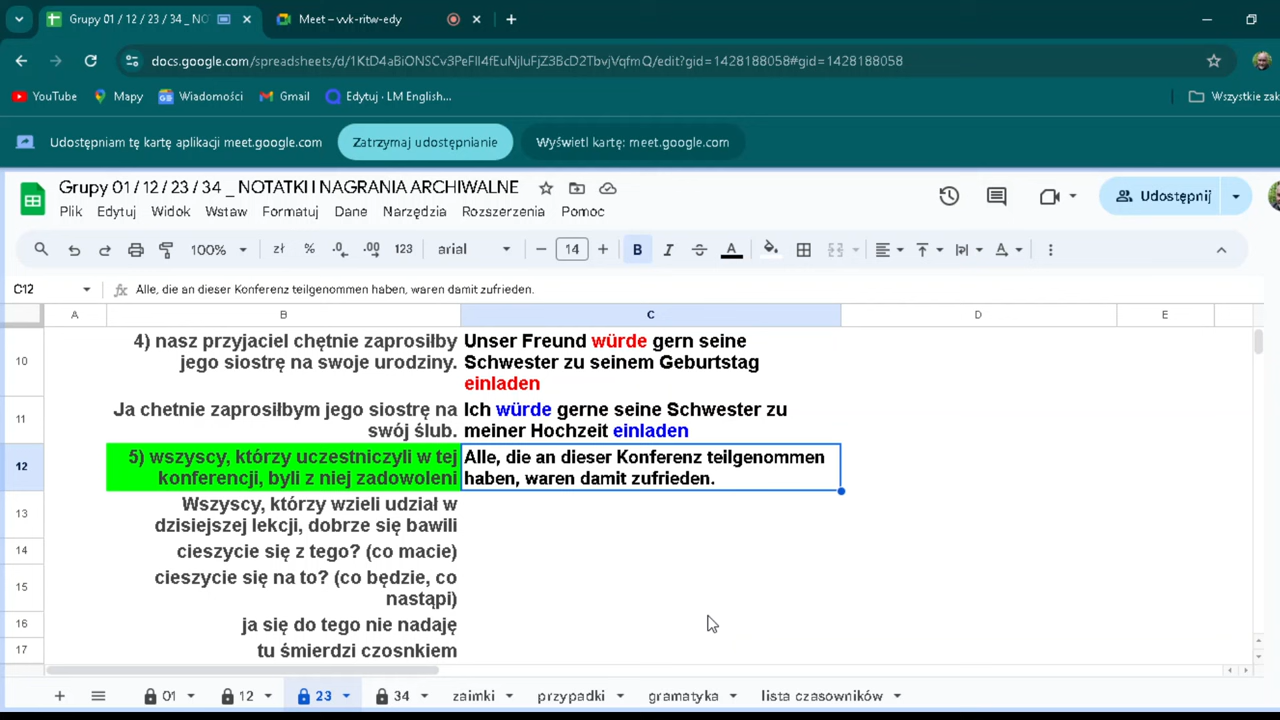 Grupy 01 / 12 / 23 / 34 _ NO
Meet – vvk-ritw-edy
docs.google.com/spreadsheets/d/1KtD4aBiONSCv3PeFll4fEuNjluFjZ3BcD2TbvjVqfmQ/edit?gid=1428188058#gid=1428188058
YouTube
Mapy
Wiadomości
Gmail
Edytuj · LM English...
Wszystkie zak
Udostępniam tę kartę aplikacji meet.google.com
Zatrzymaj udostępnianie
Wyświetl kartę: meet.google.com
Grupy 01 / 12 / 23 / 34 _ NOTATKI I NAGRANIA ARCHIWALNE
Plik Edytuj Widok Wstaw Formatuj Dane Narzędzia Rozszerzenia Pomoc
Udostępnij
100% zł % .0 .00 123 arial 14 B I A
C12
Alle, die an dieser Konferenz teilgenommen haben, waren damit zufrieden.
A B C D E
10
4) nasz przyjaciel chętnie zaprosiłby
jego siostrę na swoje urodziny.
Unser Freund würde gern seine
Schwester zu seinem Geburtstag
einladen
11
Ja chetnie zaprosiłbym jego siostrę na
swój ślub.
Ich würde gerne seine Schwester zu
meiner Hochzeit einladen
12
5) wszyscy, którzy uczestniczyli w tej
konferencji, byli z niej zadowoleni
Alle, die an dieser Konferenz teilgenommen
haben, waren damit zufrieden.
13
Wszyscy, którzy wzieli udział w
dzisiejszej lekcji, dobrze się bawili
14
cieszycie się z tego? (co macie)
15
cieszycie się na to? (co będzie, co
nastąpi)
16
ja się do tego nie nadaję
17
tu śmierdzi czosnkiem
01 12 23 34 zaimki przypadki gramatyka lista czasowników